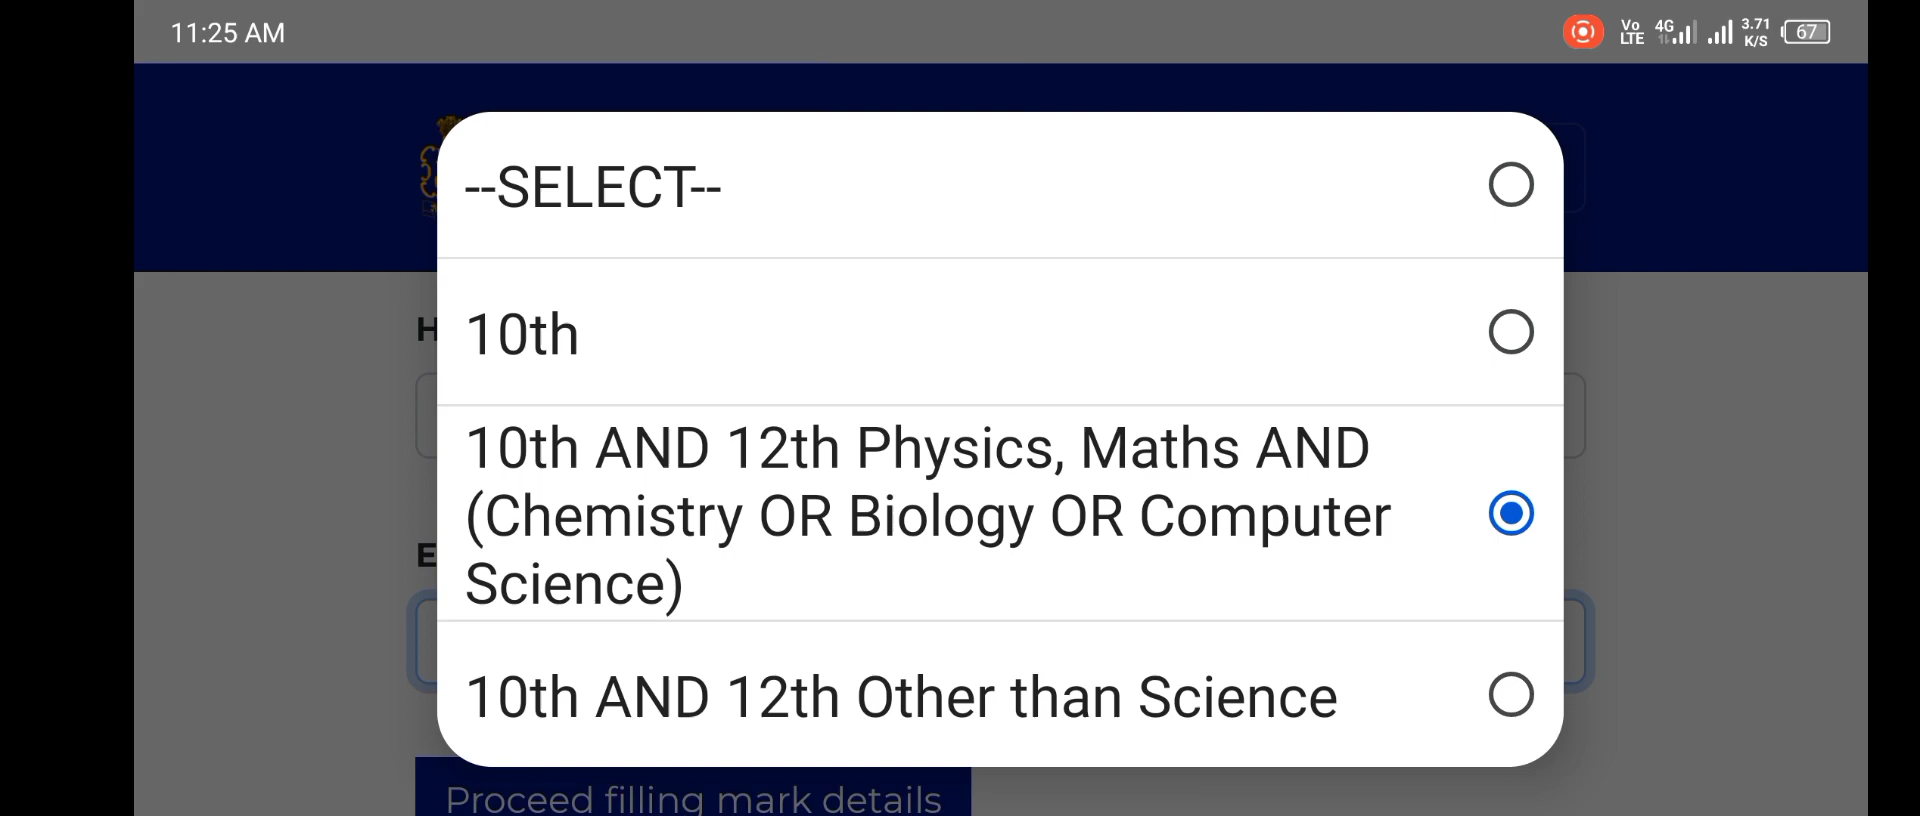 11:25 AM
Vo LTE 4G 3.71 K/S 67
--SELECT--
10th
H
10th AND 12th Physics, Maths AND
(Chemistry OR Biology OR Computer
Science)
E
10th AND 12th Other than Science
Proceed filling mark details